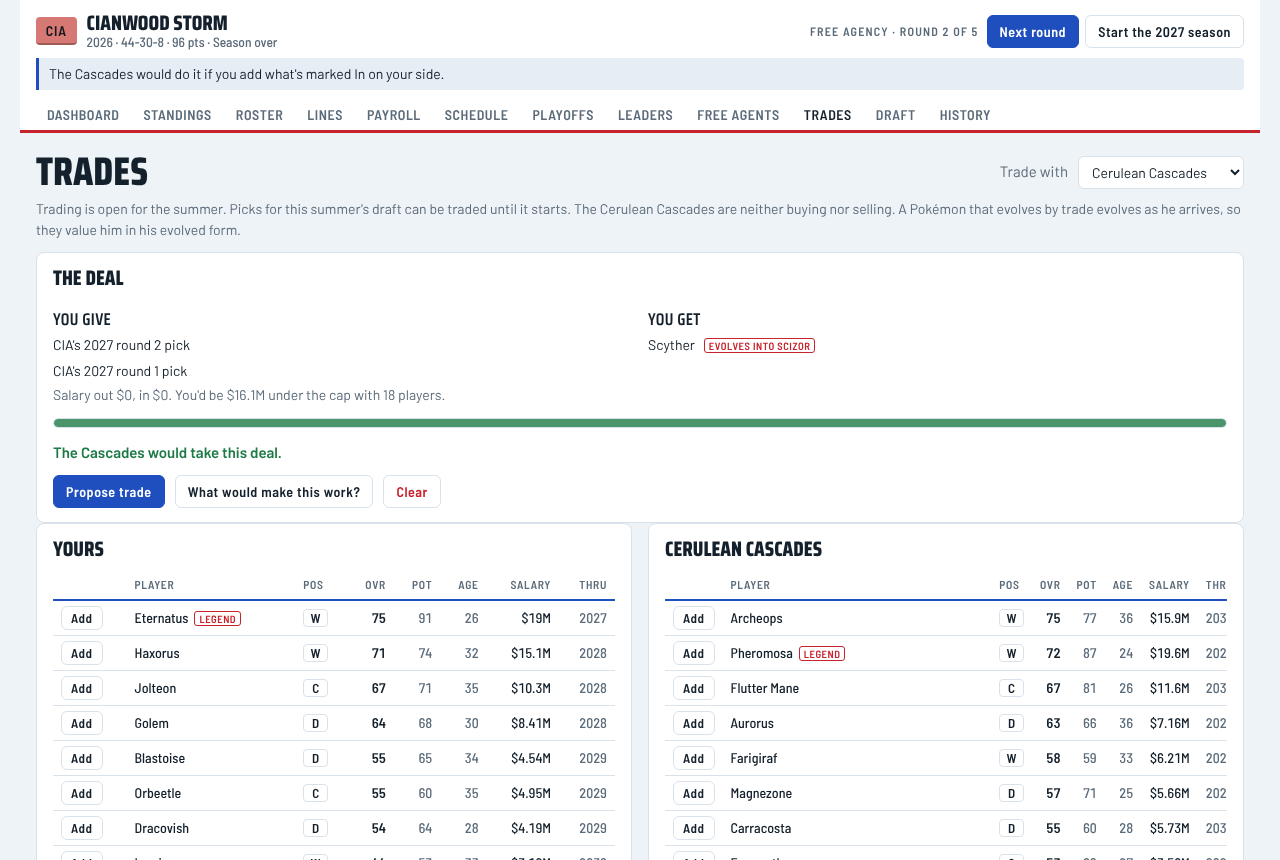 CIA
CIANWOOD STORM
2026 · 44-30-8 · 96 pts · Season over
FREE AGENCY · ROUND 2 OF 5
Next round
Start the 2027 season
The Cascades would do it if you add what's marked In on your side.
DASHBOARD STANDINGS ROSTER LINES PAYROLL SCHEDULE PLAYOFFS LEADERS FREE AGENTS TRADES DRAFT HISTORY
TRADES
Trade with Cerulean Cascades
Trading is open for the summer. Picks for this summer's draft can be traded until it starts. The Cerulean Cascades are neither buying nor selling. A Pokémon that evolves by trade evolves as he arrives, so
they value him in his evolved form.
THE DEAL
YOU GIVE
CIA's 2027 round 2 pick
CIA's 2027 round 1 pick
YOU GET
Scyther EVOLVES INTO SCIZOR
Salary out $0, in $0. You'd be $16.1M under the cap with 18 players.
The Cascades would take this deal.
Propose trade What would make this work? Clear
YOURS
PLAYER POS OVR POT AGE SALARY THRU
Add Eternatus LEGEND W 75 91 26 $19M 2027
Add Haxorus W 71 74 32 $15.1M 2028
Add Jolteon C 67 71 35 $10.3M 2028
Add Golem D 64 68 30 $8.41M 2028
Add Blastoise D 55 65 34 $4.54M 2029
Add Orbeetle C 55 60 35 $4.95M 2029
Add Dracovish D 54 64 28 $4.19M 2029
CERULEAN CASCADES
PLAYER POS OVR POT AGE SALARY THR
Add Archeops W 75 77 36 $15.9M 203
Add Pheromosa LEGEND W 72 87 24 $19.6M 202
Add Flutter Mane C 67 81 26 $11.6M 203
Add Aurorus D 63 66 36 $7.16M 202
Add Farigiraf W 58 59 33 $6.21M 202
Add Magnezone D 57 71 25 $5.66M 202
Add Carracosta D 55 60 28 $5.73M 203